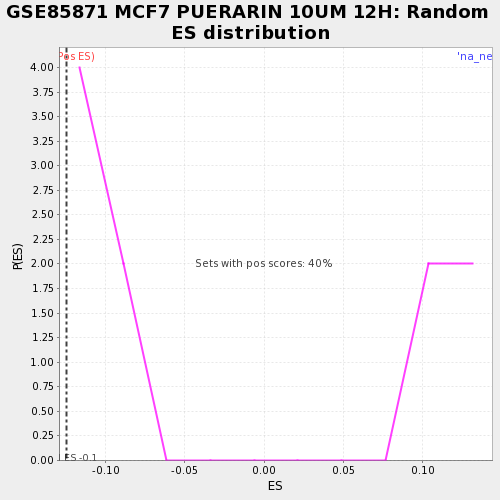 GSE85871 MCF7 PUERARIN 10UM 12H: Random
ES distribution
Pos ES)
'na_ne
4.00
3.75
3.50
3.25
3.00
2.75
2.50
2.25
2.00
1.75
1.50
1.25
1.00
0.75
0.50
0.25
0.00
P(ES)
Sets with pos scores: 40%
ES -0.1
-0.10
-0.05
0.00
0.05
0.10
ES